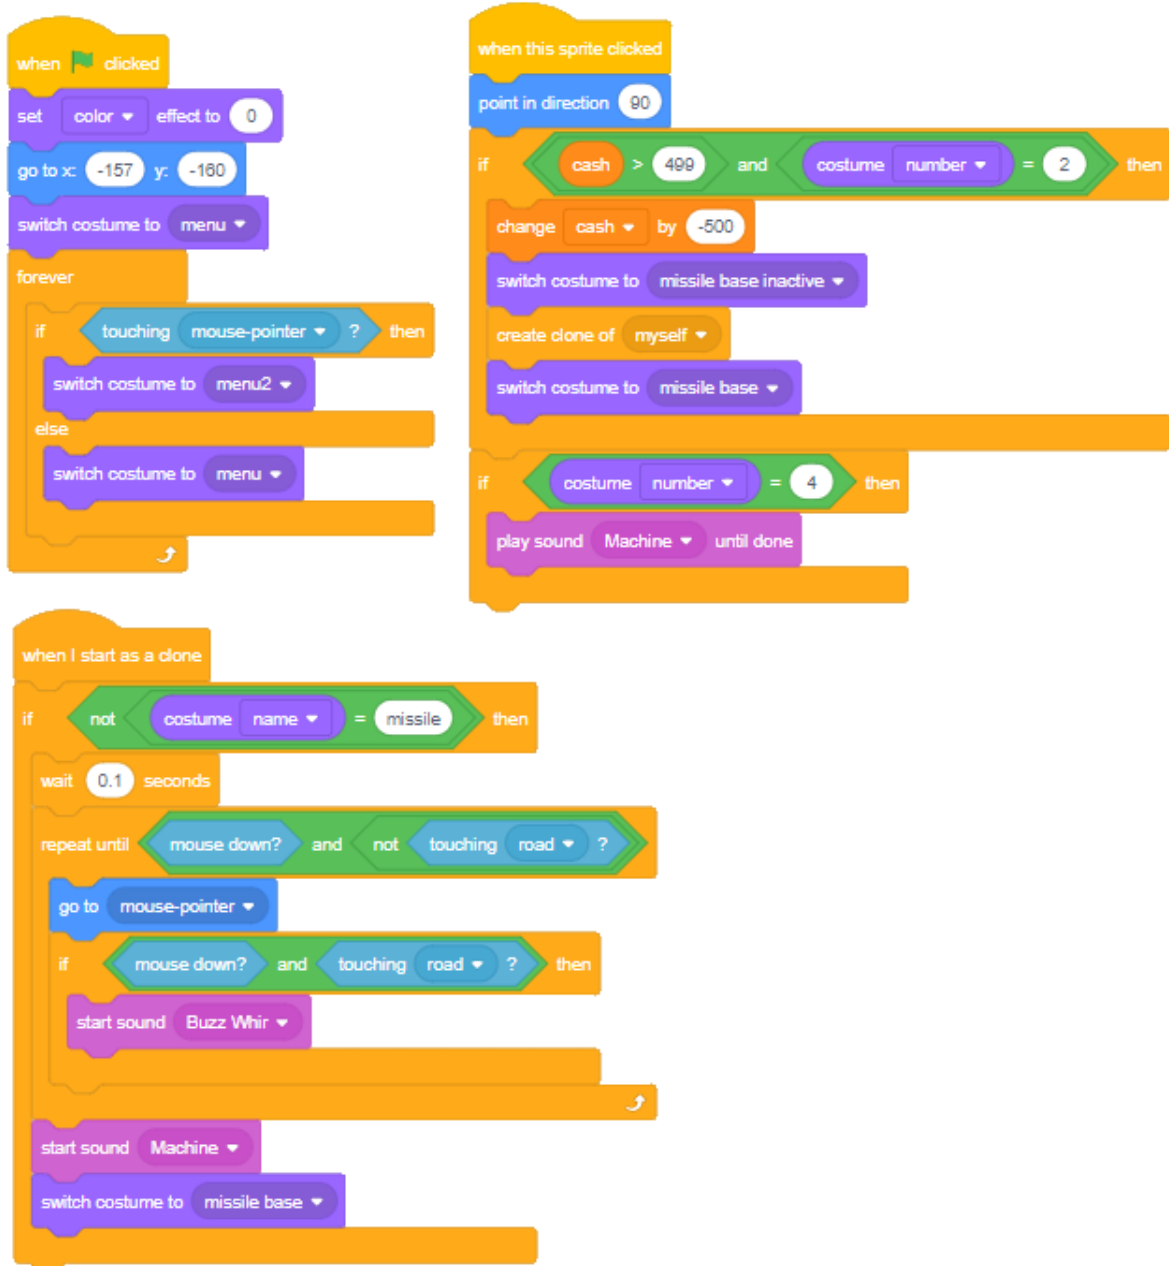 when clicked
set color effect to 0
go to x: -157 y: -160
switch costume to menu
forever
if touching mouse-pointer ? then
switch costume to menu2
else
switch costume to menu
when this sprite clicked
point in direction 90
if cash > 499 and costume number = 2 then
change cash by -500
switch costume to missile base inactive
create clone of myself
switch costume to missile base
if costume number = 4 then
play sound Machine until done
when I start as a clone
if not costume name = missile then
wait 0.1 seconds
repeat until mouse down? and not touching road ?
go to mouse-pointer
if mouse down? and touching road ? then
start sound Buzz Whir
start sound Machine
switch costume to missile base